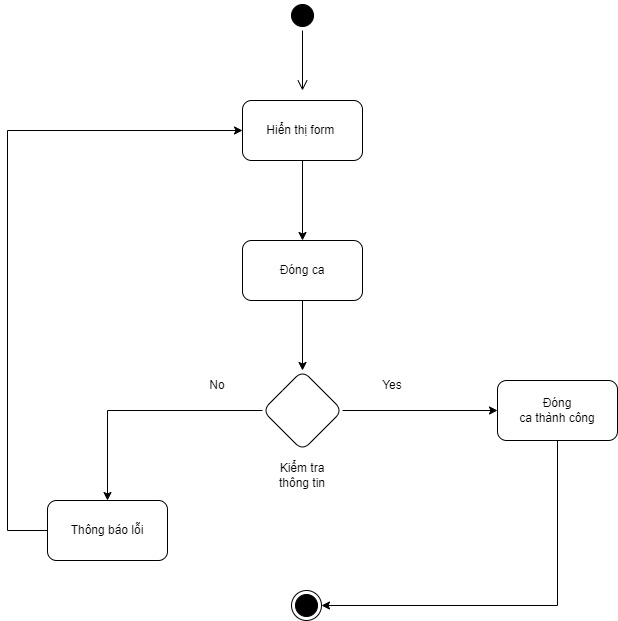 Hiển thị form
Đóng ca
No
Yes
Đóng
ca thành công
Kiểm tra
thông tin
Thông báo lỗi